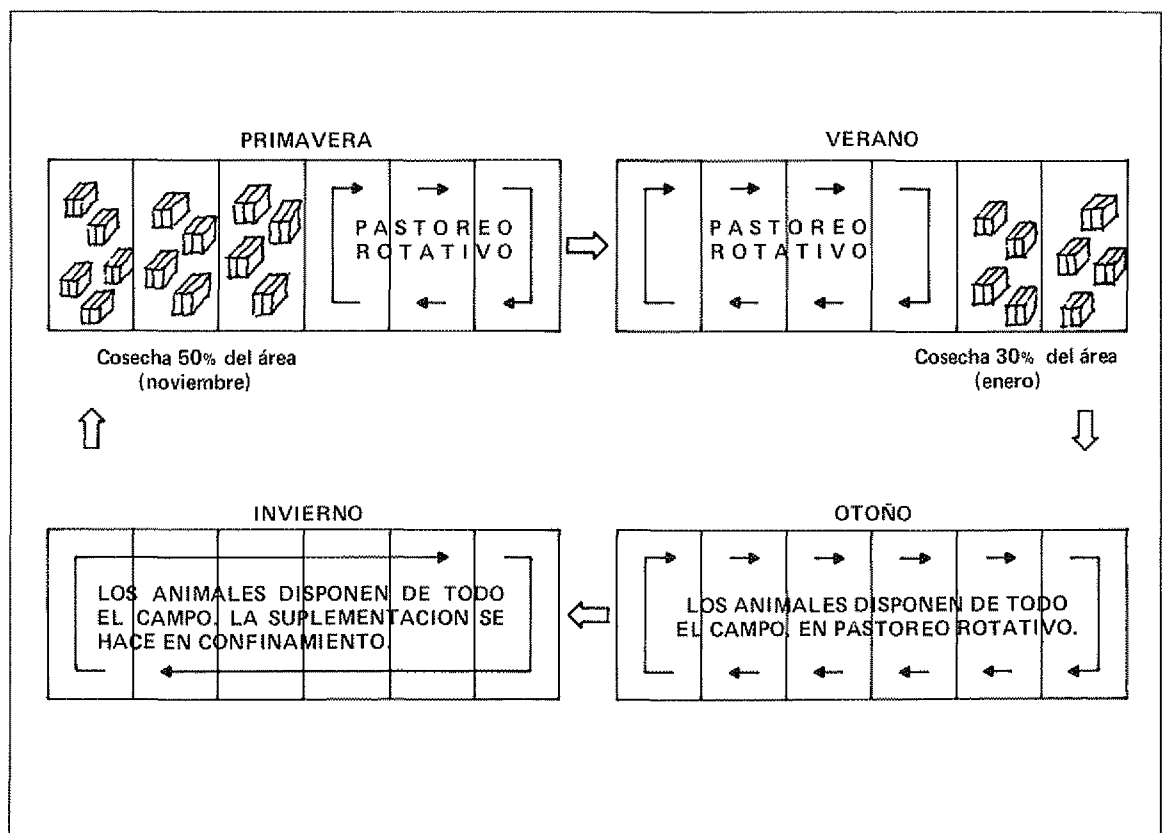 PRIMAVERA
PASTOREO
ROTATIVO
Cosecha 50% del área
(noviembre)
VERANO
PASTOREO
ROTATIVO
Cosecha 30% del área
(enero)
INVIERNO
LOS ANIMALES DISPONEN DE TODO
EL CAMPO. LA SUPLEMENTACION SE
HACE EN CONFINAMIENTO.
OTOÑO
LOS ANIMALES DISPONEN DE TODO
EL CAMPO, EN PASTOREO ROTATIVO.